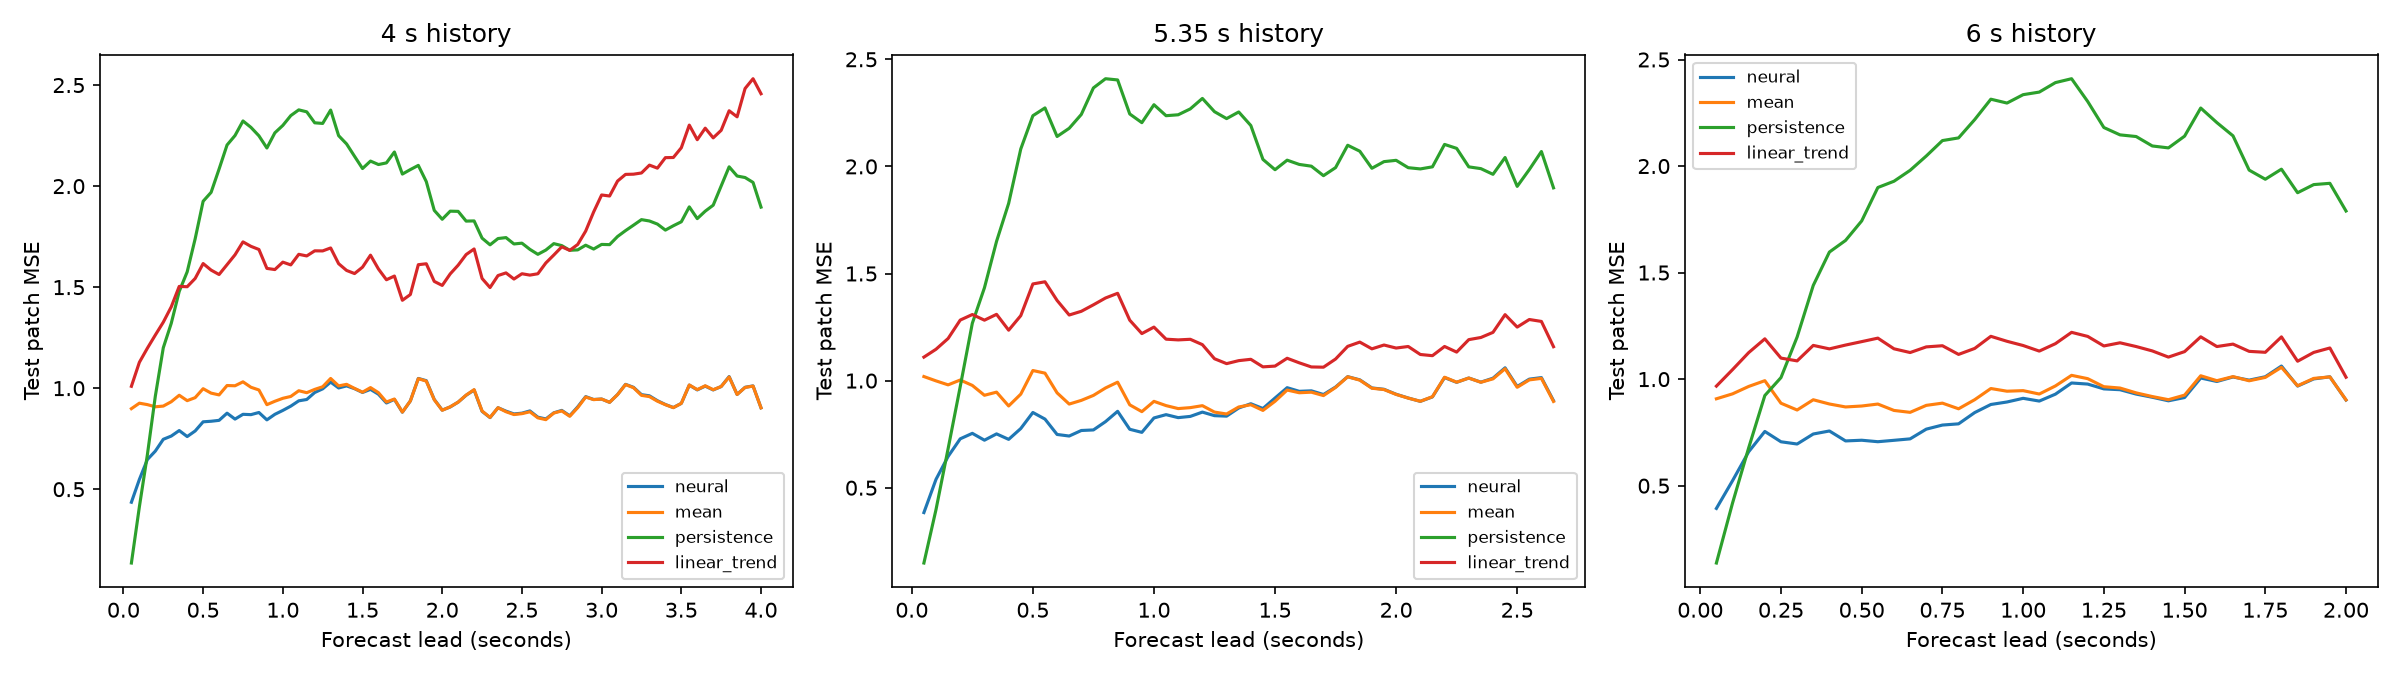 4 s history
Test patch MSE
2.5
2.0
1.5
1.0
0.5
neural
mean
persistence
linear_trend
0.0 0.5 1.0 1.5 2.0 2.5 3.0 3.5 4.0
Forecast lead (seconds)
5.35 s history
Test patch MSE
2.5
2.0
1.5
1.0
0.5
neural
mean
persistence
linear_trend
0.0 0.5 1.0 1.5 2.0 2.5
Forecast lead (seconds)
6 s history
Test patch MSE
2.5
2.0
1.5
1.0
0.5
neural
mean
persistence
linear_trend
0.00 0.25 0.50 0.75 1.00 1.25 1.50 1.75 2.00
Forecast lead (seconds)